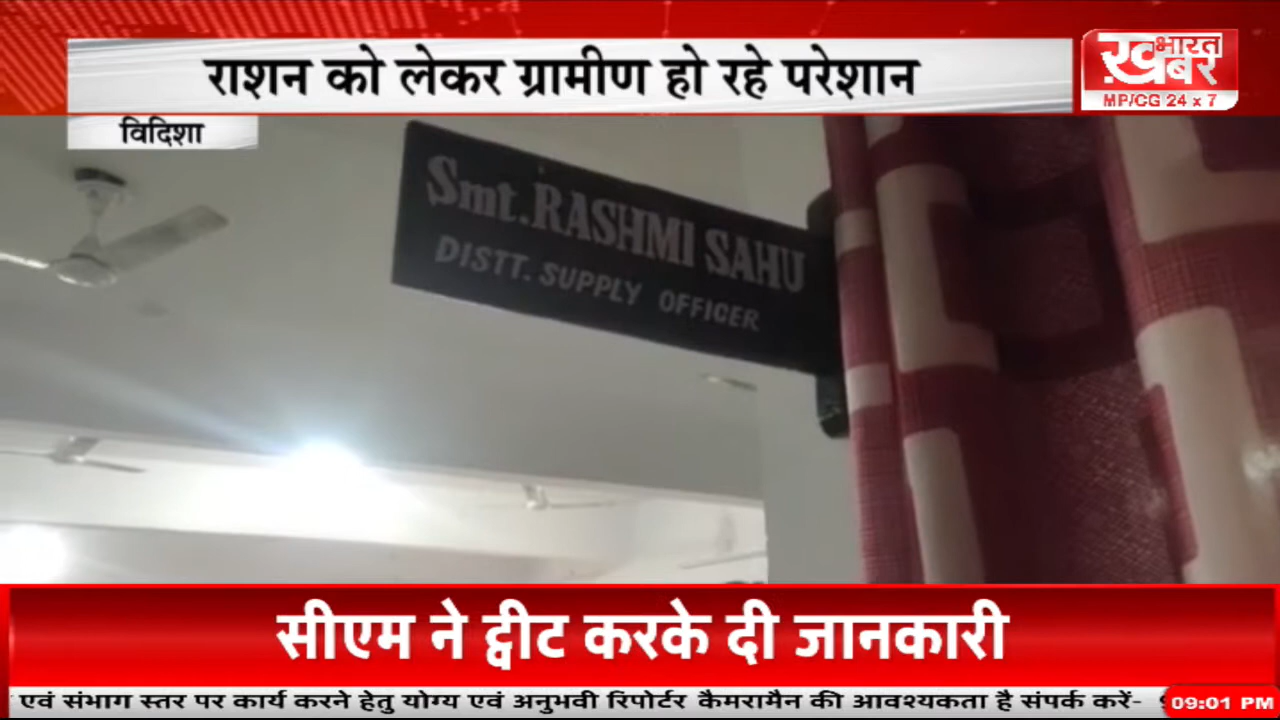 राशन को लेकर ग्रामीण हो रहे परेशान
भारत
ख़बर
MP/CG 24 x 7
विदिशा
Smt. RASHMI SAHU
DISTT. SUPPLY OFFICER
सीएम ने ट्वीट करके दी जानकारी
एवं संभाग स्तर पर कार्य करने हेतु योग्य एवं अनुभवी रिपोर्टर कैमरामैन की आवश्यकता है संपर्क करें-
09:01 PM